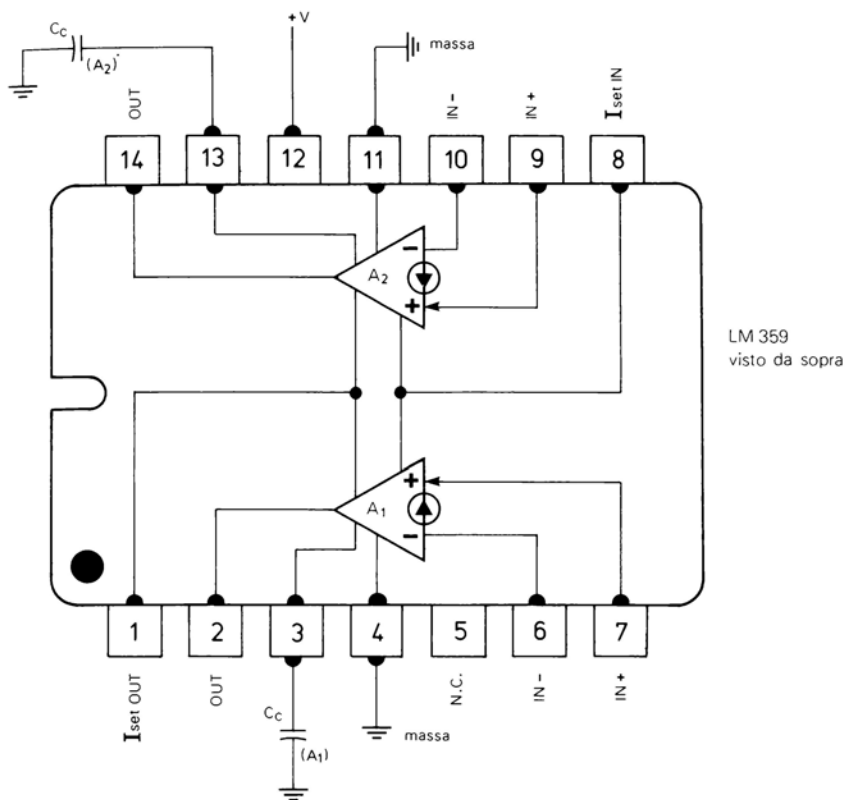 +V
Cc
(A2)
massa
OUT
IN -
IN +
Iset IN
14
13
12
11
10
9
8
-
A2
+
LM 359
visto da sopra
+
A1
-
1
2
3
4
5
6
7
Iset OUT
OUT
Cc
(A1)
massa
N.C.
IN -
IN +